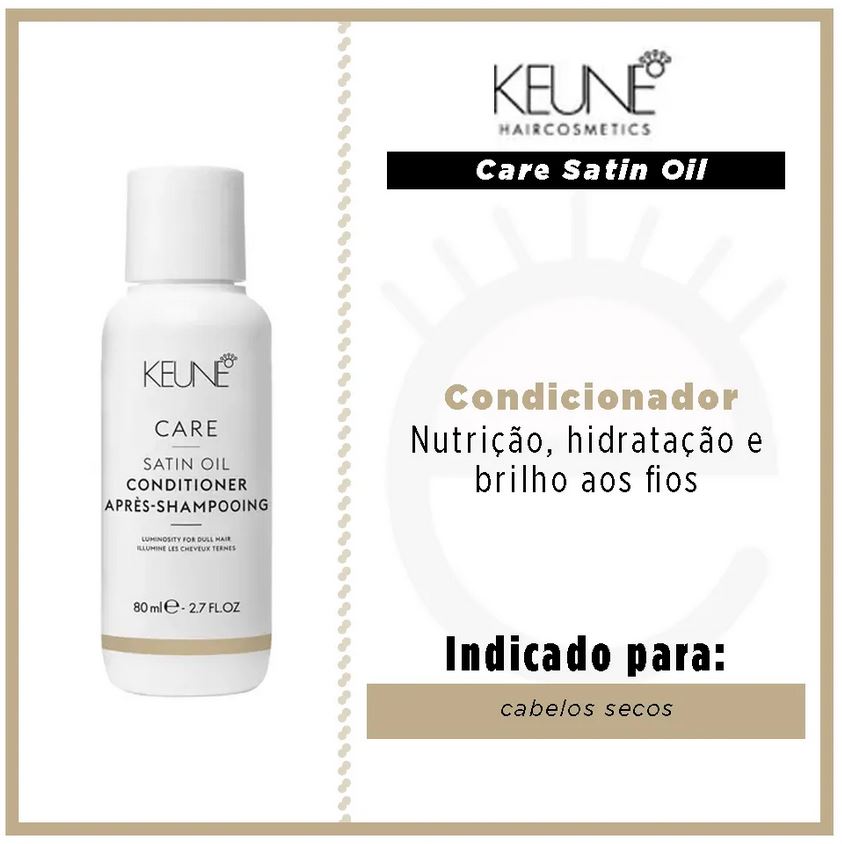 KEUNE
CARE
SATIN OIL
CONDITIONER
APRÈS-SHAMPOOING
LUMINOSITY FOR DULL HAIR
ILLUMINE LES CHEVEUX TERNES
80 ml ℮ - 2.7 FL.OZ
KEUNE
HAIRCOSMETICS
Care Satin Oil
Condicionador
Nutrição, hidratação e
brilho aos fios
Indicado para:
cabelos secos